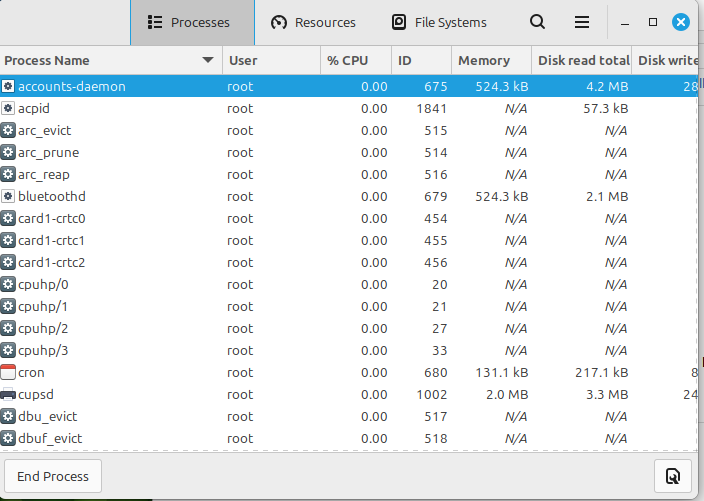 Processes Resources File Systems
Process Name User % CPU ID Memory Disk read total Disk write
accounts-daemon root 0.00 675 524.3 kB 4.2 MB 28
acpid root 0.00 1841 N/A 57.3 kB
arc_evict root 0.00 515 N/A N/A
arc_prune root 0.00 514 N/A N/A
arc_reap root 0.00 516 N/A N/A
bluetoothd root 0.00 679 524.3 kB 2.1 MB
card1-crtc0 root 0.00 454 N/A N/A
card1-crtc1 root 0.00 455 N/A N/A
card1-crtc2 root 0.00 456 N/A N/A
cpuhp/0 root 0.00 20 N/A N/A
cpuhp/1 root 0.00 21 N/A N/A
cpuhp/2 root 0.00 27 N/A N/A
cpuhp/3 root 0.00 33 N/A N/A
cron root 0.00 680 131.1 kB 217.1 kB 8
cupsd root 0.00 1002 2.0 MB 3.3 MB 24
dbu_evict root 0.00 517 N/A N/A
dbuf_evict root 0.00 518 N/A N/A
End Process